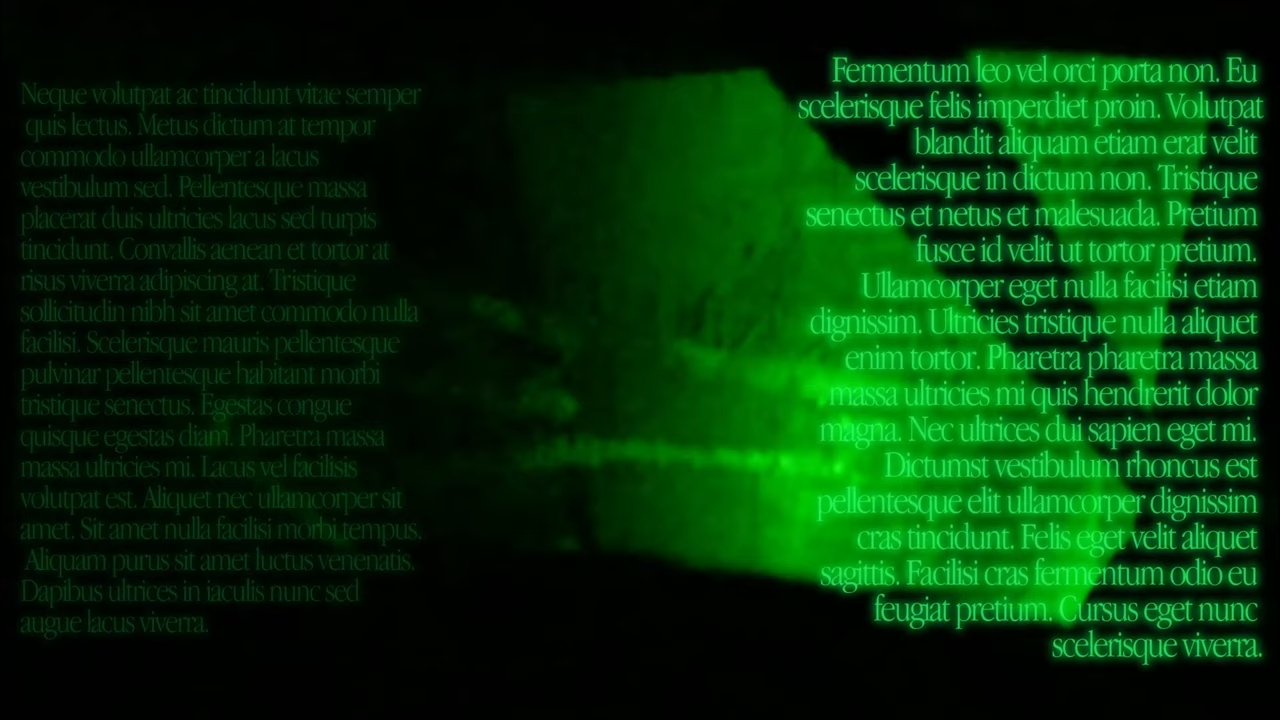 Neque volutpat ac tincidunt vitae semper
quis lectus. Metus dictum at tempor
commodo ullamcorper a lacus
vestibulum sed. Pellentesque massa
placerat duis ultricies lacus sed turpis
tincidunt. Convallis aenean et tortor at
risus viverra adipiscing at. Tristique
sollicitudin nibh sit amet commodo nulla
facilisi. Scelerisque mauris pellentesque
pulvinar pellentesque habitant morbi
tristique senectus. Egestas congue
quisque egestas diam. Pharetra massa
massa ultricies mi. Lacus vel facilisis
volutpat est. Aliquet nec ullamcorper sit
amet. Sit amet nulla facilisi morbi tempus.
Aliquam purus sit amet luctus venenatis.
Dapibus ultrices in iaculis nunc sed
augue lacus viverra.
Fermentum leo vel orci porta non. Eu
scelerisque felis imperdiet proin. Volutpat
blandit aliquam etiam erat velit
scelerisque in dictum non. Tristique
senectus et netus et malesuada. Pretium
fusce id velit ut tortor pretium.
Ullamcorper eget nulla facilisi etiam
dignissim. Ultricies tristique nulla aliquet
enim tortor. Pharetra pharetra massa
massa ultricies mi quis hendrerit dolor
magna. Nec ultrices dui sapien eget mi.
Dictumst vestibulum rhoncus est
pellentesque elit ullamcorper dignissim
cras tincidunt. Felis eget velit aliquet
sagittis. Facilisi cras fermentum odio eu
feugiat pretium. Cursus eget nunc
scelerisque viverra.